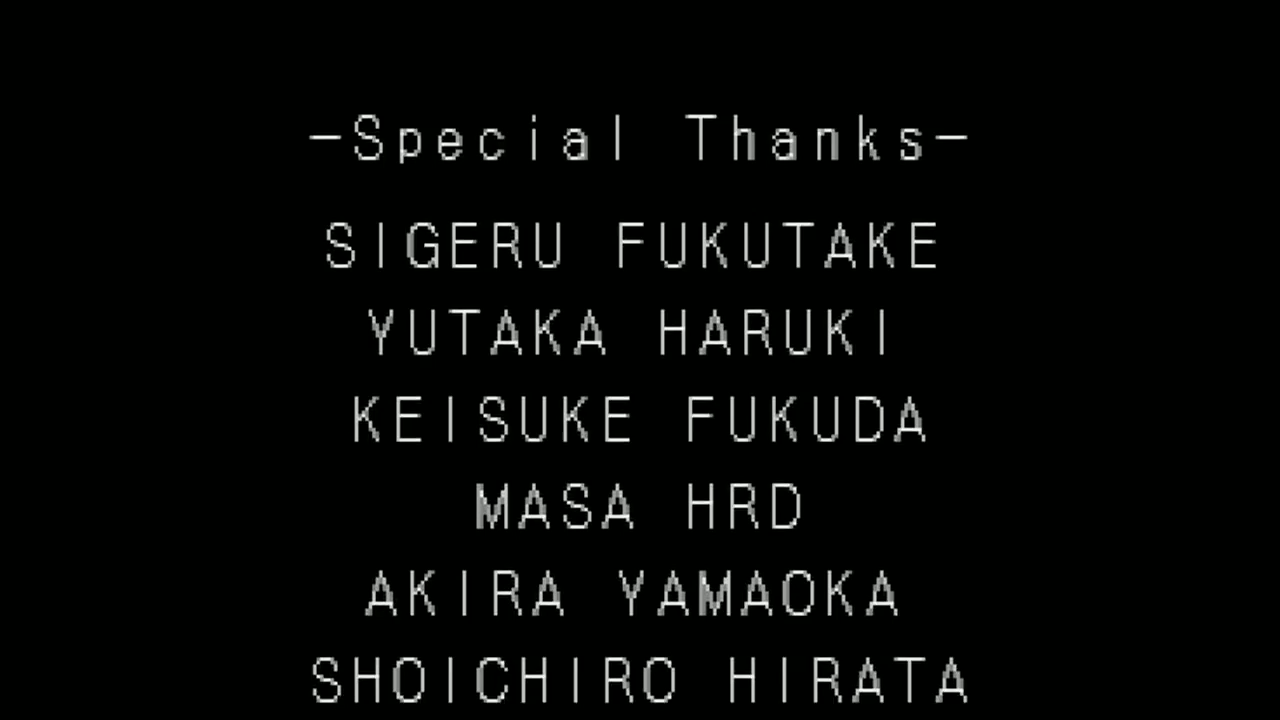 -Special Thanks-
SIGERU FUKUTAKE
YUTAKA HARUKI
KEISUKE FUKUDA
MASA HRD
AKIRA YAMAOKA
SHOICHIRO HIRATA